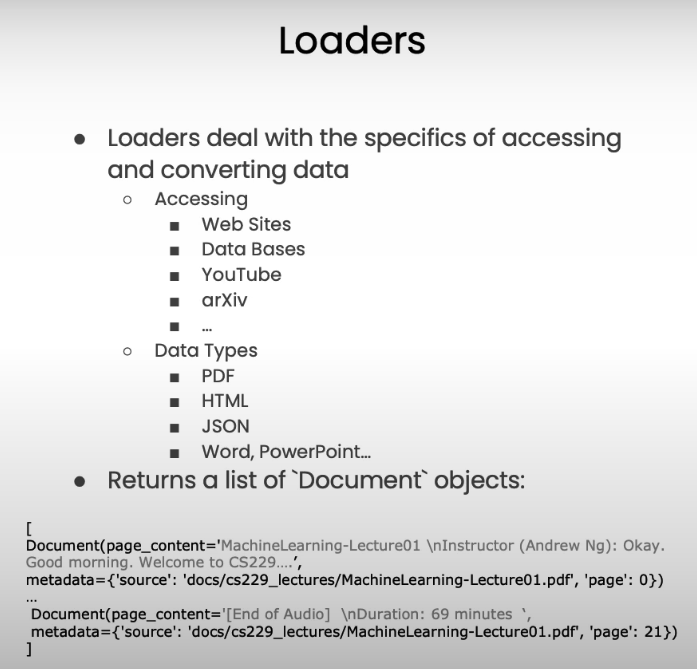 Loaders
● Loaders deal with the specifics of accessing
and converting data
○ Accessing
■ Web Sites
■ Data Bases
■ YouTube
■ arXiv
■ ...
○ Data Types
■ PDF
■ HTML
■ JSON
■ Word, PowerPoint...
● Returns a list of `Document` objects:
[
Document(page_content='MachineLearning-Lecture01 \nInstructor (Andrew Ng): Okay.
Good morning. Welcome to CS229....',
metadata={'source': 'docs/cs229_lectures/MachineLearning-Lecture01.pdf', 'page': 0})
...
Document(page_content='[End of Audio] \nDuration: 69 minutes ‵,
metadata={'source': 'docs/cs229_lectures/MachineLearning-Lecture01.pdf', 'page': 21})
]